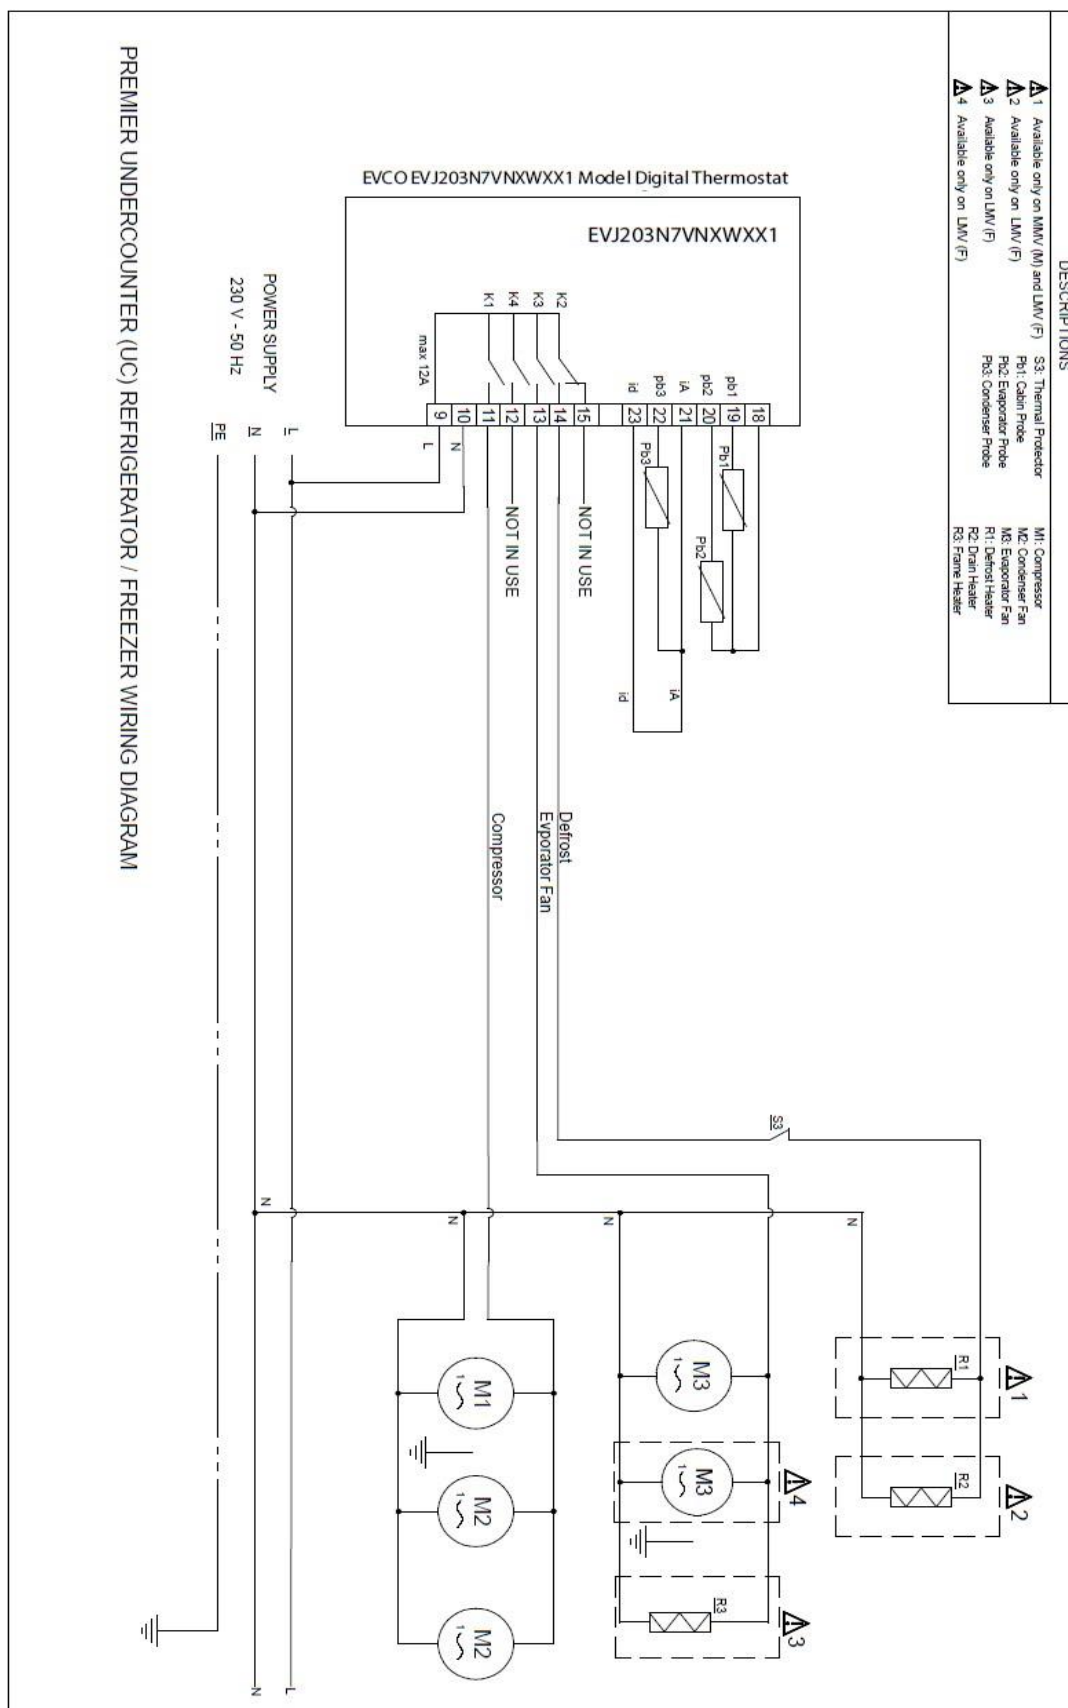 DESCRIPTIONS
1 Available only on MMV (M) and LMV (F)
2 Available only on LMV (F)
3 Available only on LMV (F)
4 Available only on LMV (F)
S3: Thermal Protector
Pb1: Cabin Probe
Pb2: Evaporator Probe
Pb3: Condenser Probe
M1: Compressor
M2: Condenser Fan
M3: Evaporator Fan
R1: Defrost Heater
R2: Drain Heater
R3: Frame Heater
EVCO EVJ203N7VNXWXX1 Model Digital Thermostat
EVJ203N7VNXWXX1
K1
K4
K3
K2
max 12A
id
pb3
iA
pb2
pb1
9
10
11
12
13
14
15
23
22
21
20
19
18
L
N
Pb3
Pb1
Pb2
NOT IN USE
NOT IN USE
id
iA
POWER SUPPLY
230 V - 50 Hz
PE
N
L
Defrost
Evporator Fan
Compressor
S3
N
N
N
N
R1
1
R2
2
M3
1
M3
1
4
R3
3
M1
1
M2
1
M2
1
N
L
PREMIER UNDERCOUNTER (UC) REFRIGERATOR / FREEZER WIRING DIAGRAM